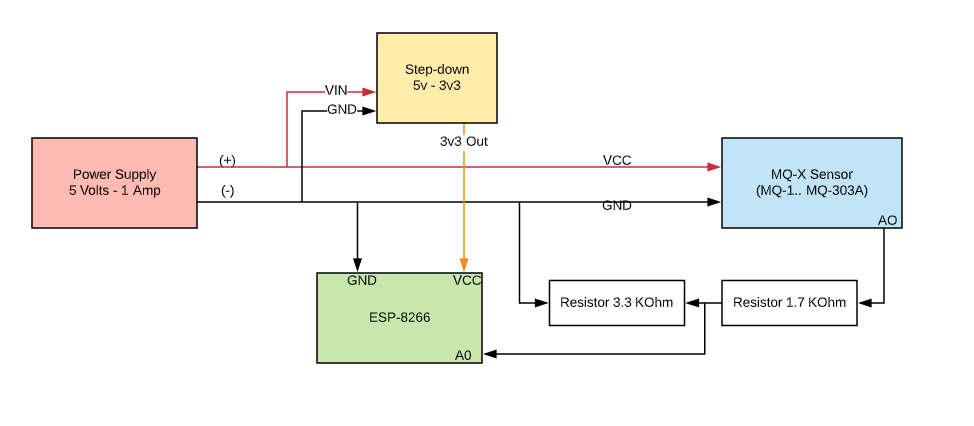 Step-down
5v - 3v3
VIN
GND
3v3 Out
Power Supply
5 Volts - 1 Amp
(+)
(-)
VCC
GND
MQ-X Sensor
(MQ-1.. MQ-303A)
AO
GND
VCC
ESP-8266
A0
Resistor 3.3 KOhm
Resistor 1.7 KOhm